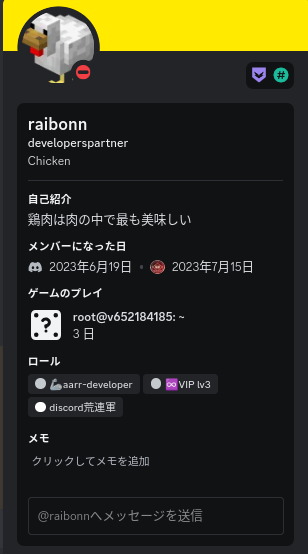 raibonn
developerspartner
Chicken
自己紹介
鶏肉は肉の中で最も美味しい
メンバーになった日
2023年6月19日 • 2023年7月15日
ゲームのプレイ
root@v652184185: ~
3 日
ロール
🦾aarr-developer ♾️VIP lv3
discord荒連軍
メモ
クリックしてメモを追加
@raibonnへメッセージを送信